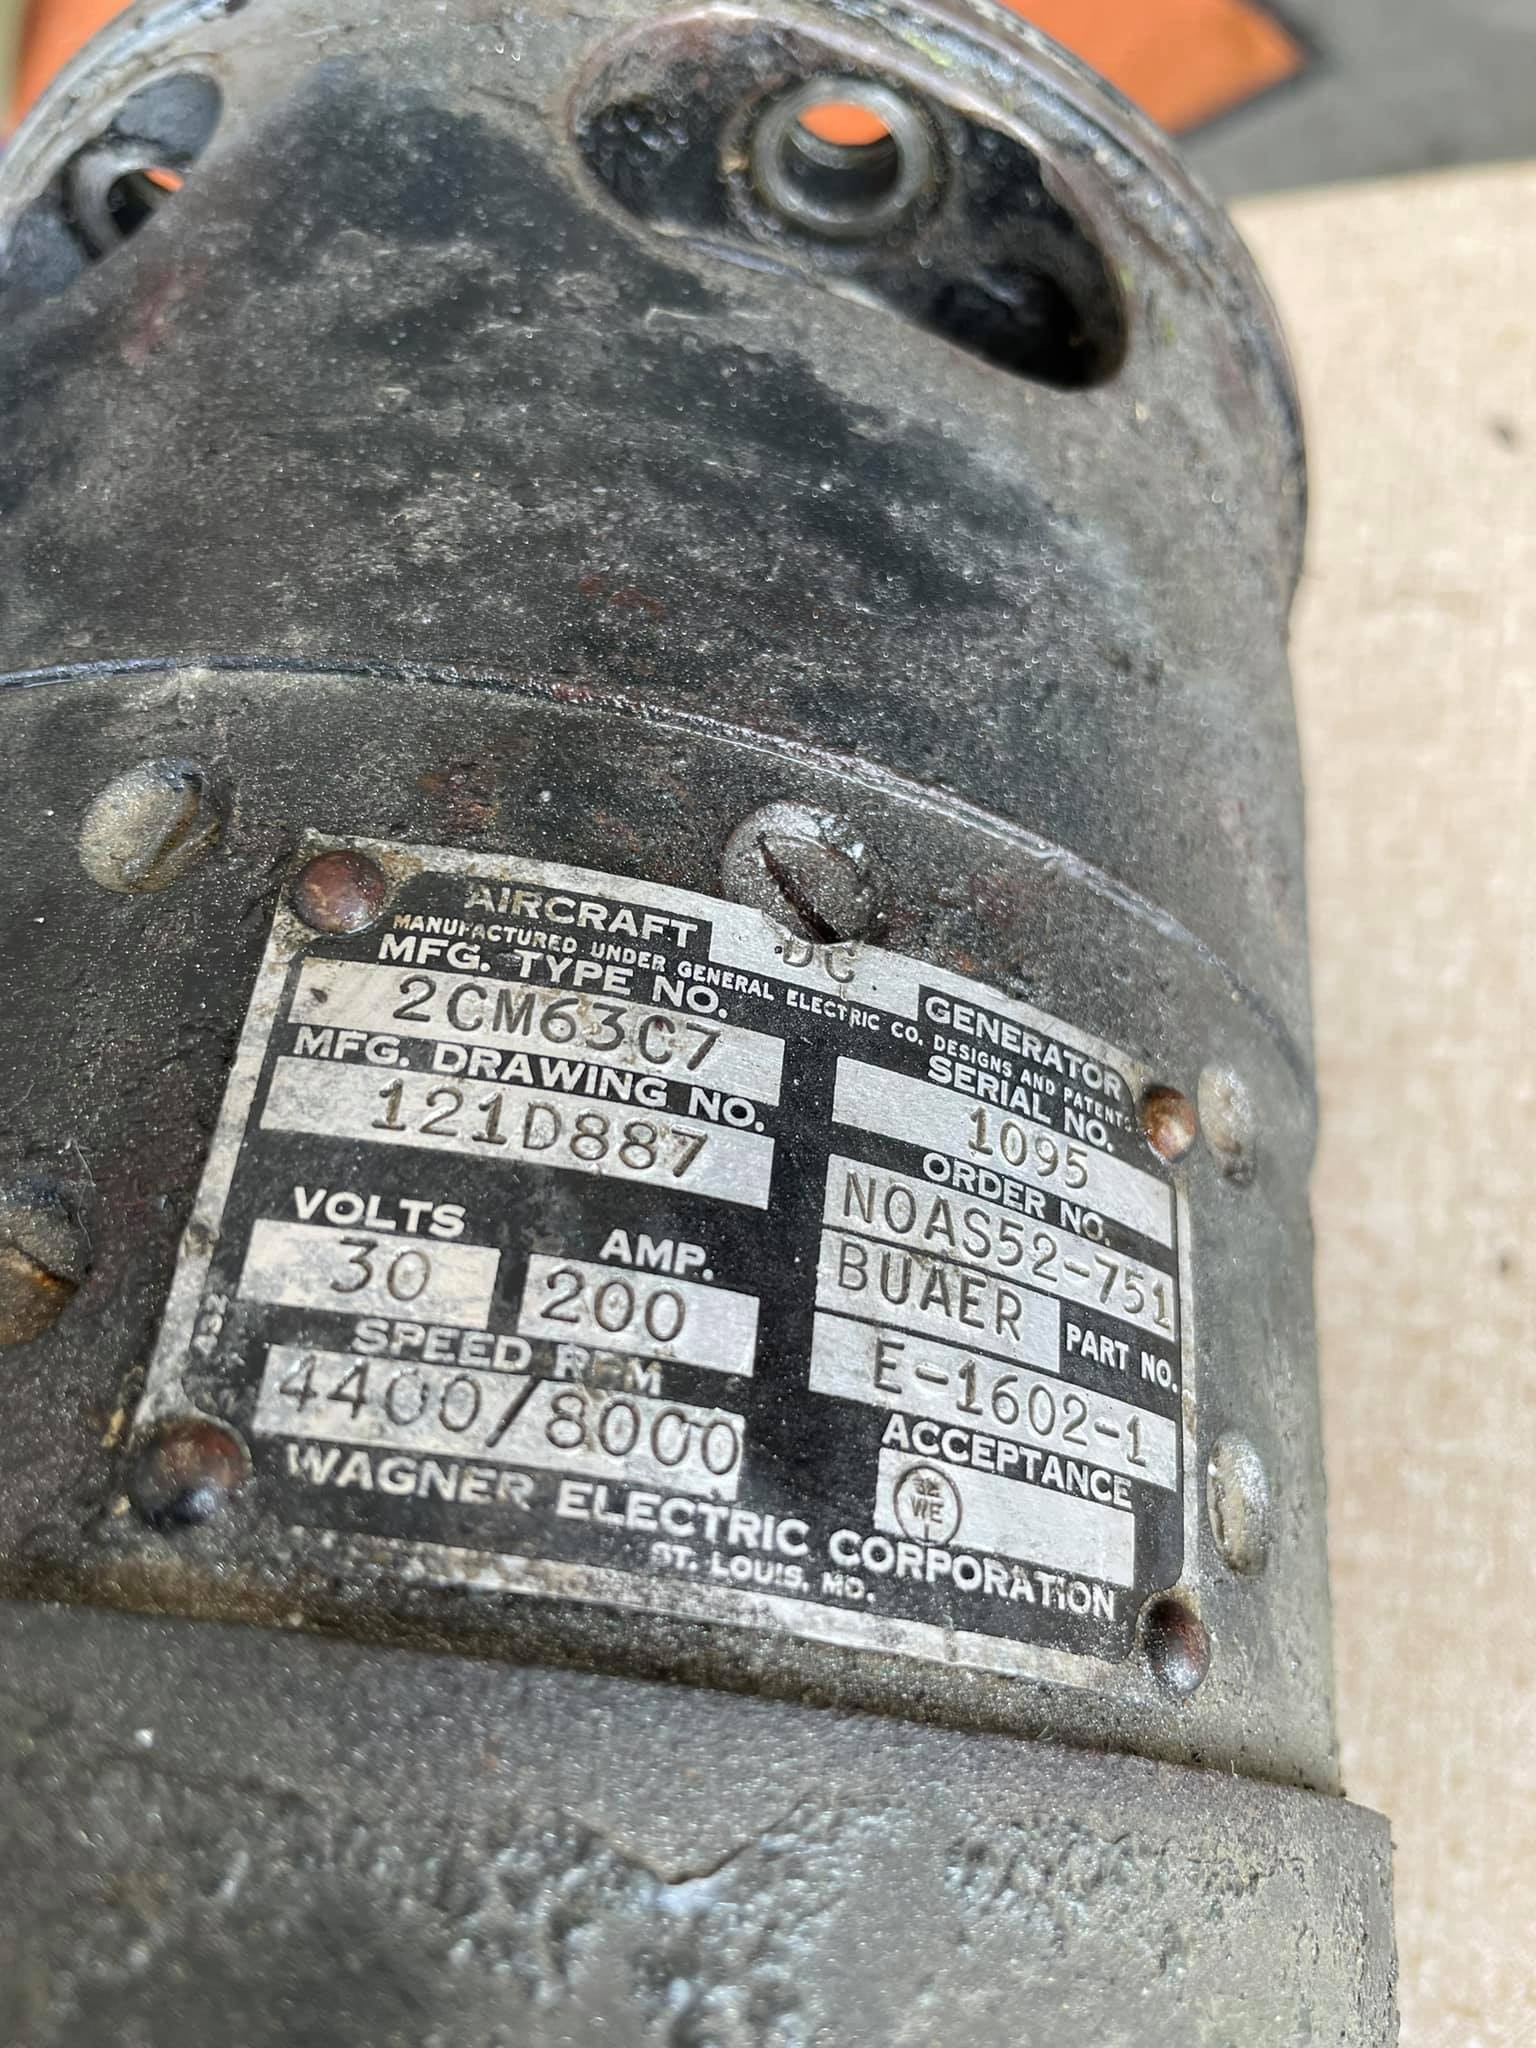 AIRCRAFT DC GENERATOR
MANUFACTURED UNDER GENERAL ELECTRIC CO. DESIGNS AND PATENTS
MFG. TYPE NO.
2CM63C7
MFG. DRAWING NO.
121D887
VOLTS
30
AMP.
200
SPEED RPM
4400/8000
SERIAL NO.
1095
ORDER NO.
NOAS52-751
BUAER PART NO.
E-1602-1
ACCEPTANCE
WE
WAGNER ELECTRIC CORPORATION
ST. LOUIS, MO.